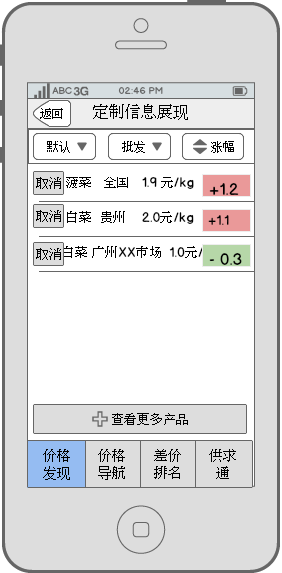 ABC 3G 02:46 PM
返回 定制信息展现
默认 批发 涨幅
取消 菠菜 全国 1.9 元/kg +1.2
取消 白菜 贵州 2.0元/kg +1.1
取消 白菜 广州XX市场 1.0元/ - 0.3
查看更多产品
价格 价格 差价 供求
发现 导航 排名 通